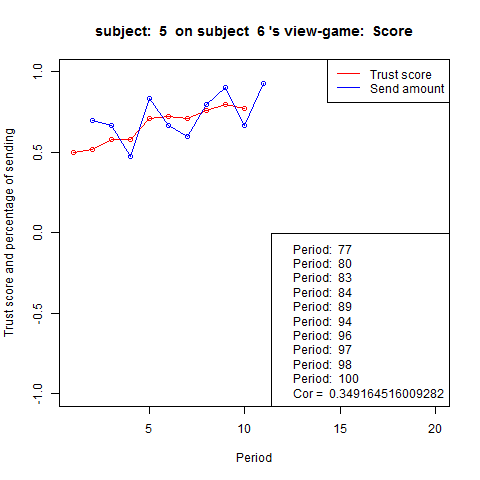 subject:  5  on subject  6 's view-game:  Score
Trust score
Send amount
Trust score and percentage of sending
1.0
0.5
0.0
-0.5
-1.0
Period: 77
Period: 80
Period: 83
Period: 84
Period: 89
Period: 94
Period: 96
Period: 97
Period: 98
Period: 100
Cor = 0.349164516009282
5
10
15
20
Period